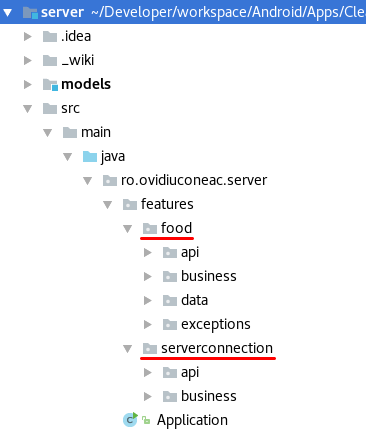 server ~/Developer/workspace/Android/Apps/Clea
.idea
_wiki
models
src
main
java
ro.ovidiuconeac.server
features
food
api
business
data
exceptions
serverconnection
api
business
Application